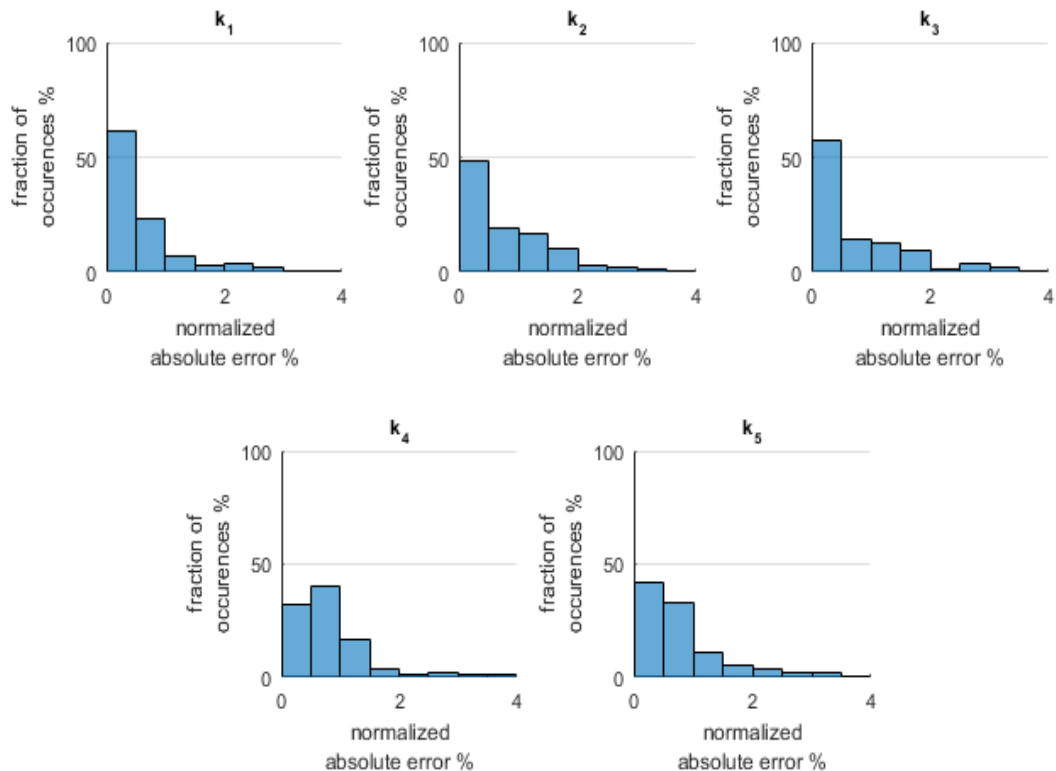 k1
100
50
0
fraction of
occurences %
0 2 4
normalized
absolute error %
k2
100
50
0
fraction of
occurences %
0 2 4
normalized
absolute error %
k3
100
50
0
fraction of
occurences %
0 2 4
normalized
absolute error %
k4
100
50
0
fraction of
occurences %
0 2 4
normalized
absolute error %
k5
100
50
0
fraction of
occurences %
0 2 4
normalized
absolute error %